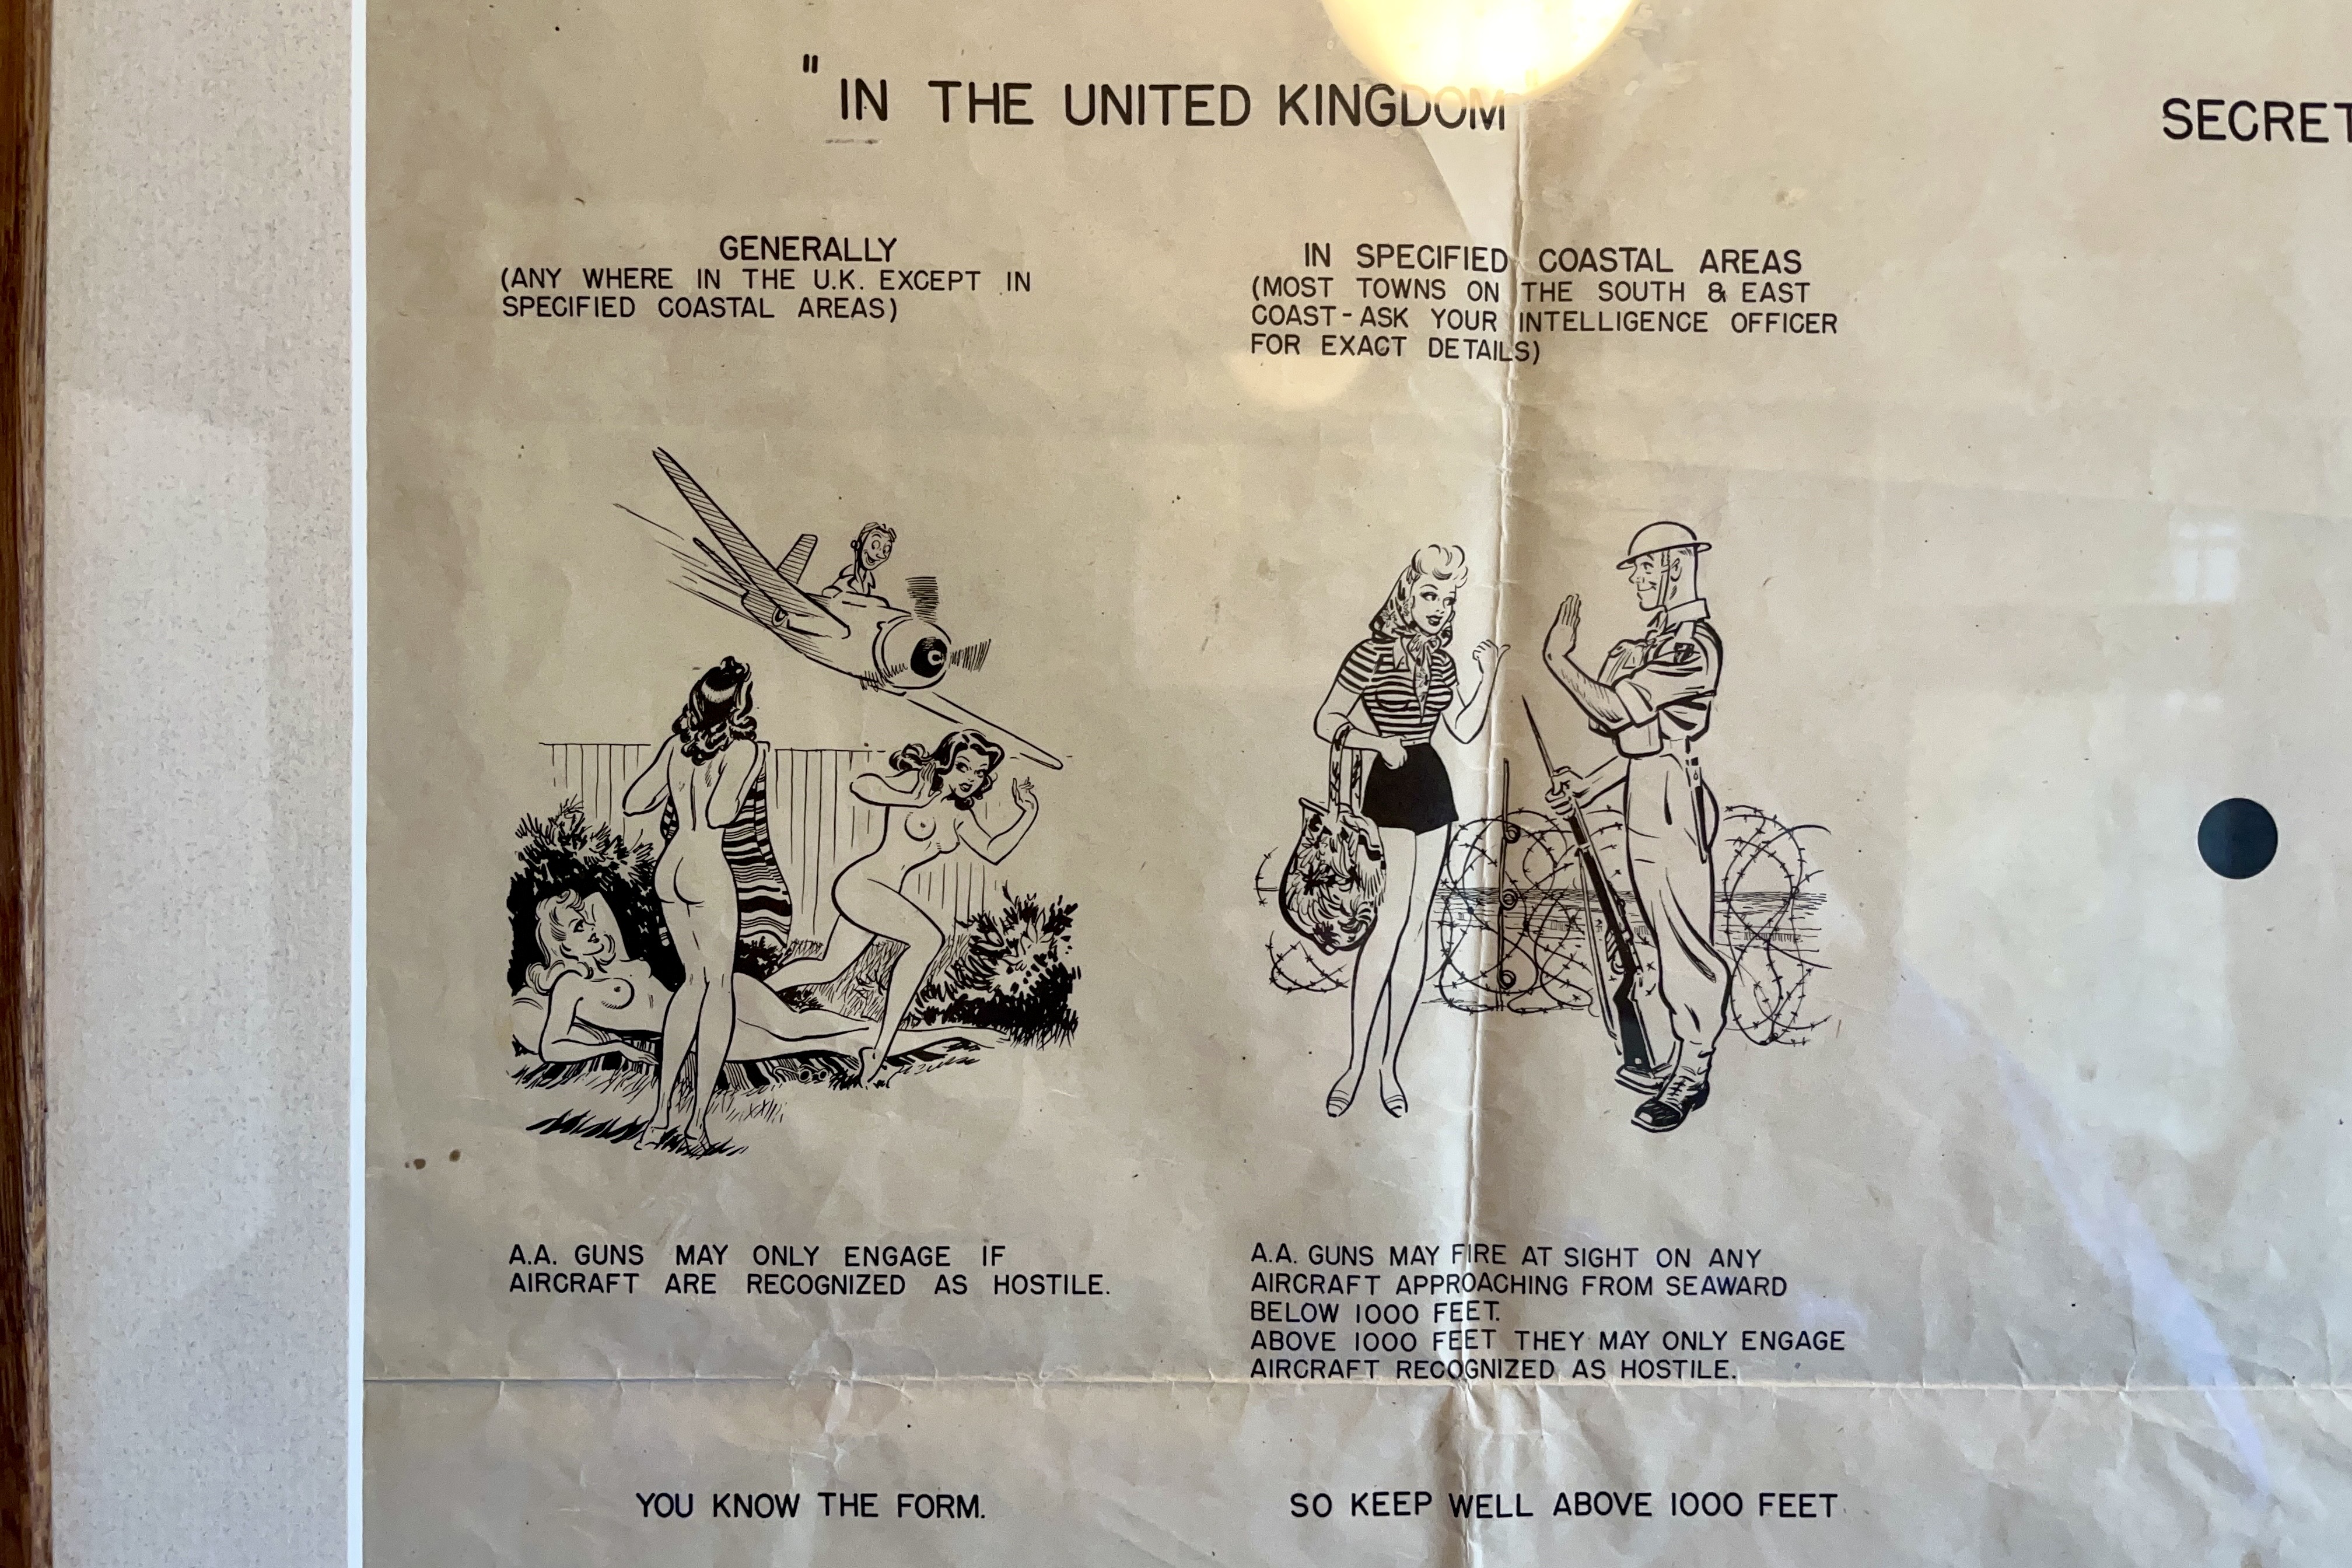 "IN THE UNITED KINGDOM"
SECRET
GENERALLY
(ANY WHERE IN THE U.K. EXCEPT IN
SPECIFIED COASTAL AREAS)
A.A. GUNS MAY ONLY ENGAGE IF
AIRCRAFT ARE RECOGNIZED AS HOSTILE.
YOU KNOW THE FORM.
IN SPECIFIED COASTAL AREAS
(MOST TOWNS ON THE SOUTH & EAST
COAST-ASK YOUR INTELLIGENCE OFFICER
FOR EXACT DETAILS)
A.A. GUNS MAY FIRE AT SIGHT ON ANY
AIRCRAFT APPROACHING FROM SEAWARD
BELOW 1000 FEET.
ABOVE 1000 FEET THEY MAY ONLY ENGAGE
AIRCRAFT RECOGNIZED AS HOSTILE.
SO KEEP WELL ABOVE 1000 FEET.